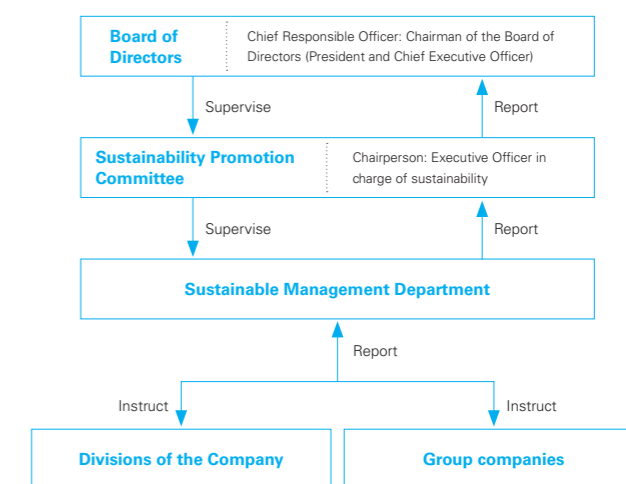 Board of
Directors
Chief Responsible Officer: Chairman of the Board of
Directors (President and Chief Executive Officer)
Supervise
Report
Sustainability Promotion
Committee
Chairperson: Executive Officer in
charge of sustainability
Supervise
Report
Sustainable Management Department
Report
Instruct
Instruct
Divisions of the Company
Group companies